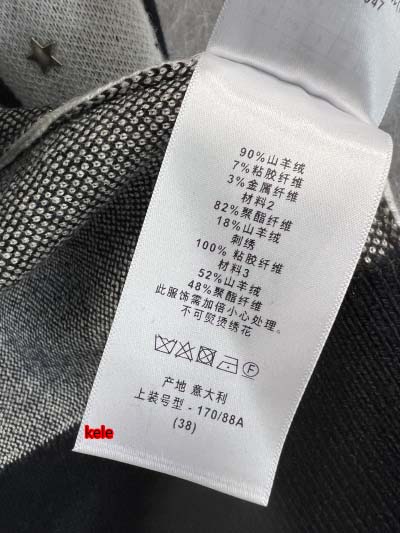 047
90%山羊绒
7%粘胶纤维
3%金属纤维
材料2
82%聚酯纤维
18%山羊绒
刺绣
100% 粘胶纤维
材料3
52%山羊绒
48%聚酯纤维
此服饰需加倍小心处理。
不可熨烫绣花
F
产地 意大利
上装号型 - 170/88A
(38)
kele